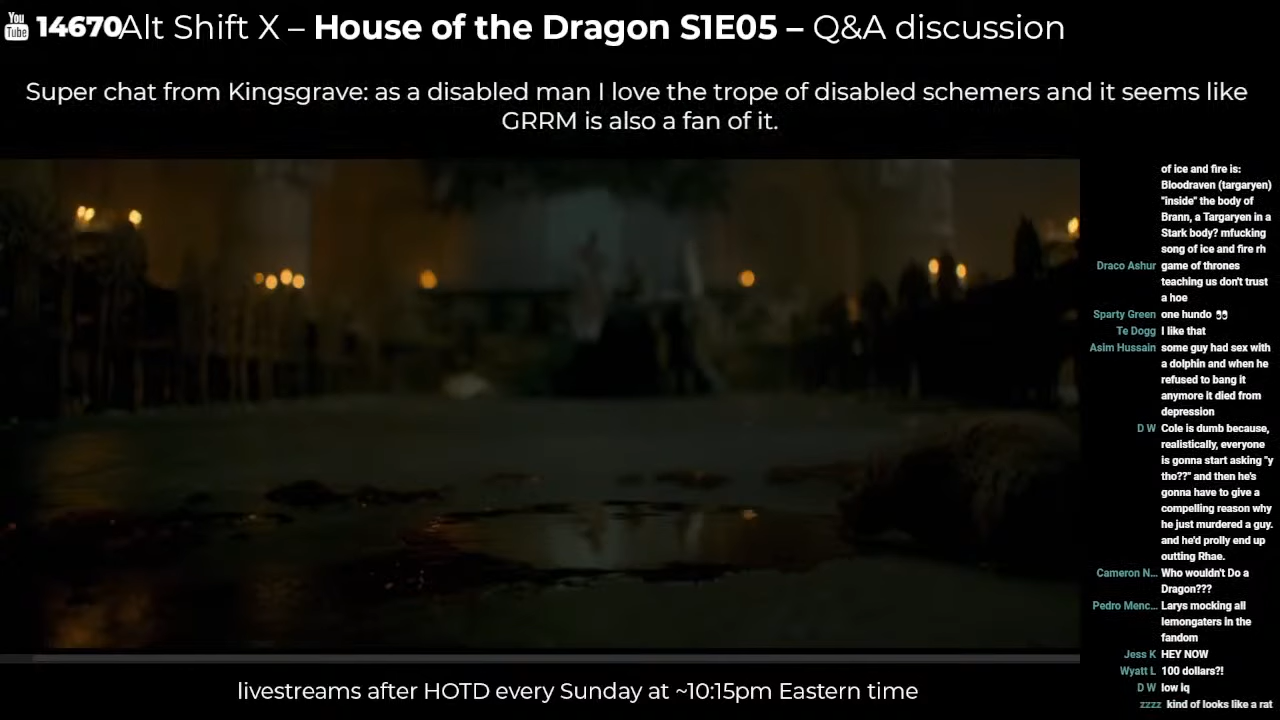 You Tube 14670 Alt Shift X – House of the Dragon S1E05 – Q&A discussion
Super chat from Kingsgrave: as a disabled man I love the trope of disabled schemers and it seems like
GRRM is also a fan of it.
of ice and fire is:
Bloodraven (targaryen)
"inside" the body of
Brann, a Targaryen in a
Stark body? mfucking
song of ice and fire rh
Draco Ashur game of thrones
teaching us don't trust
a hoe
Sparty Green one hundo 👀
Te Dogg I like that
Asim Hussain some guy had sex with
a dolphin and when he
refused to bang it
anymore it died from
depression
D W Cole is dumb because,
realistically, everyone
is gonna start asking "y
tho??" and then he's
gonna have to give a
compelling reason why
he just murdered a guy.
and he'd prolly end up
outting Rhae.
Cameron N... Who wouldn't Do a
Dragon???
Pedro Menc... Larys mocking all
lemongaters in the
fandom
Jess K HEY NOW
Wyatt L 100 dollars?!
D W low Iq
zzzz kind of looks like a rat
livestreams after HOTD every Sunday at ~10:15pm Eastern time